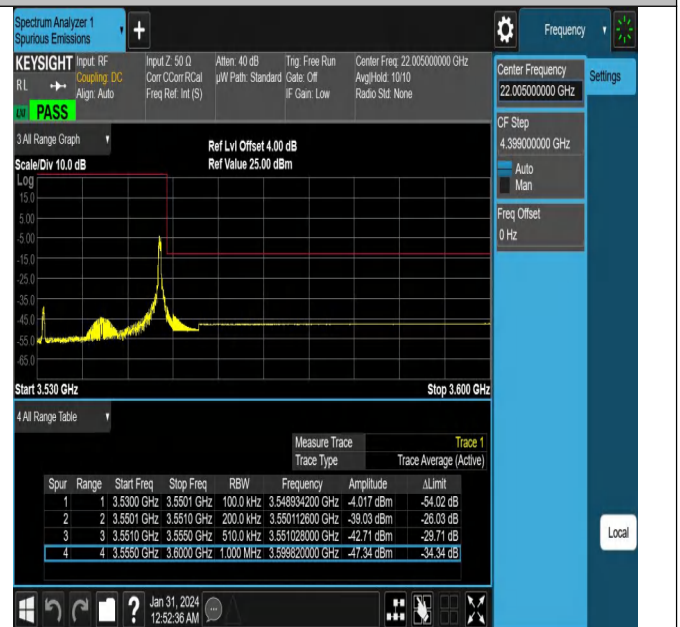 Spectrum Analyzer 1
Spurious Emissions
Frequency
KEYSIGHT Input: RF Input Z: 50 Ω Atten: 40 dB Trig: Free Run Center Freq: 22.005000000 GHz
RL Coupling: DC Corr CCorr RCal µW Path: Standard Gate: Off Avg|Hold: 10/10
Align: Auto Freq Ref: Int (S) IF Gain: Low Radio Std: None
PASS
Center Frequency
22.005000000 GHz
Settings
CF Step
4.399000000 GHz
Auto
Man
Freq Offset
0 Hz
3 All Range Graph
Ref Lvl Offset 4.00 dB
Scale/Div 10.0 dB Ref Value 25.00 dBm
Log
15.0
5.00
-5.00
-15.0
-25.0
-35.0
-45.0
-55.0
-65.0
Start 3.530 GHz Stop 3.600 GHz
4 All Range Table
Measure Trace Trace 1
Trace Type Trace Average (Active)
Spur Range Start Freq Stop Freq RBW Frequency Amplitude ΔLimit
1 1 3.5300 GHz 3.5501 GHz 100.0 kHz 3.548934200 GHz -4.017 dBm -54.02 dB
2 2 3.5501 GHz 3.5510 GHz 200.0 kHz 3.550112600 GHz -39.03 dBm -26.03 dB
3 3 3.5510 GHz 3.5550 GHz 510.0 kHz 3.551028000 GHz -42.71 dBm -29.71 dB
4 4 3.5550 GHz 3.6000 GHz 1.000 MHz 3.599820000 GHz -47.34 dBm -34.34 dB
Local
?
Jan 31, 2024
12:52:36 AM